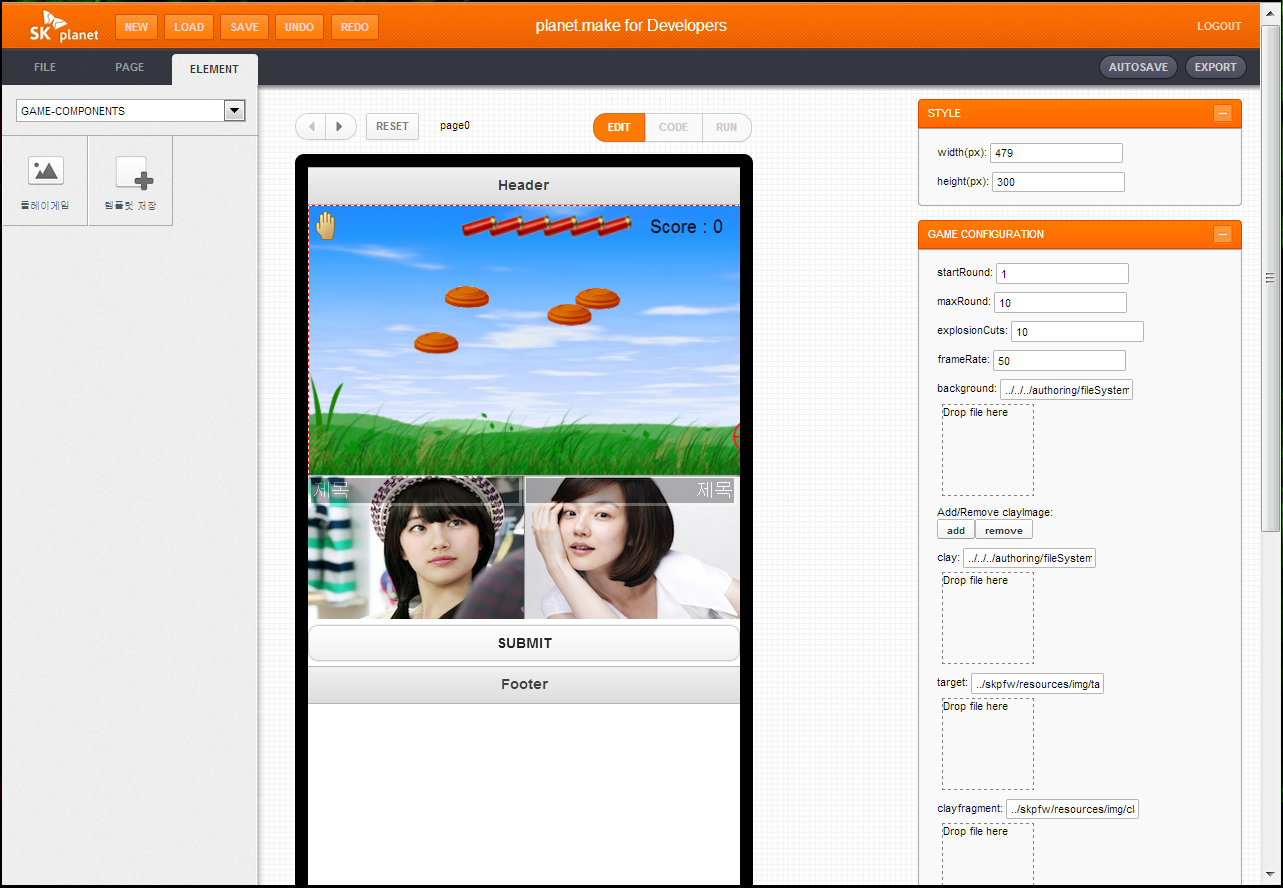 SK planet
NEW
LOAD
SAVE
UNDO
REDO
planet.make for Developers
LOGOUT
FILE
PAGE
ELEMENT
AUTOSAVE
EXPORT
GAME-COMPONENTS
플레이게임
템플릿 저장
RESET
page0
EDIT
CODE
RUN
Header
Score : 0
제목
제목
SUBMIT
Footer
STYLE
width(px): 479
height(px): 300
GAME CONFIGURATION
startRound: 1
maxRound: 10
explosionCuts: 10
frameRate: 50
background: ../../../authoring/fileSystem
Drop file here
Add/Remove clayImage:
add
remove
clay: ../../../authoring/fileSystem
Drop file here
target: ../skpfw/resources/img/ta
Drop file here
clayfragment: ../skpfw/resources/img/cl
Drop file here